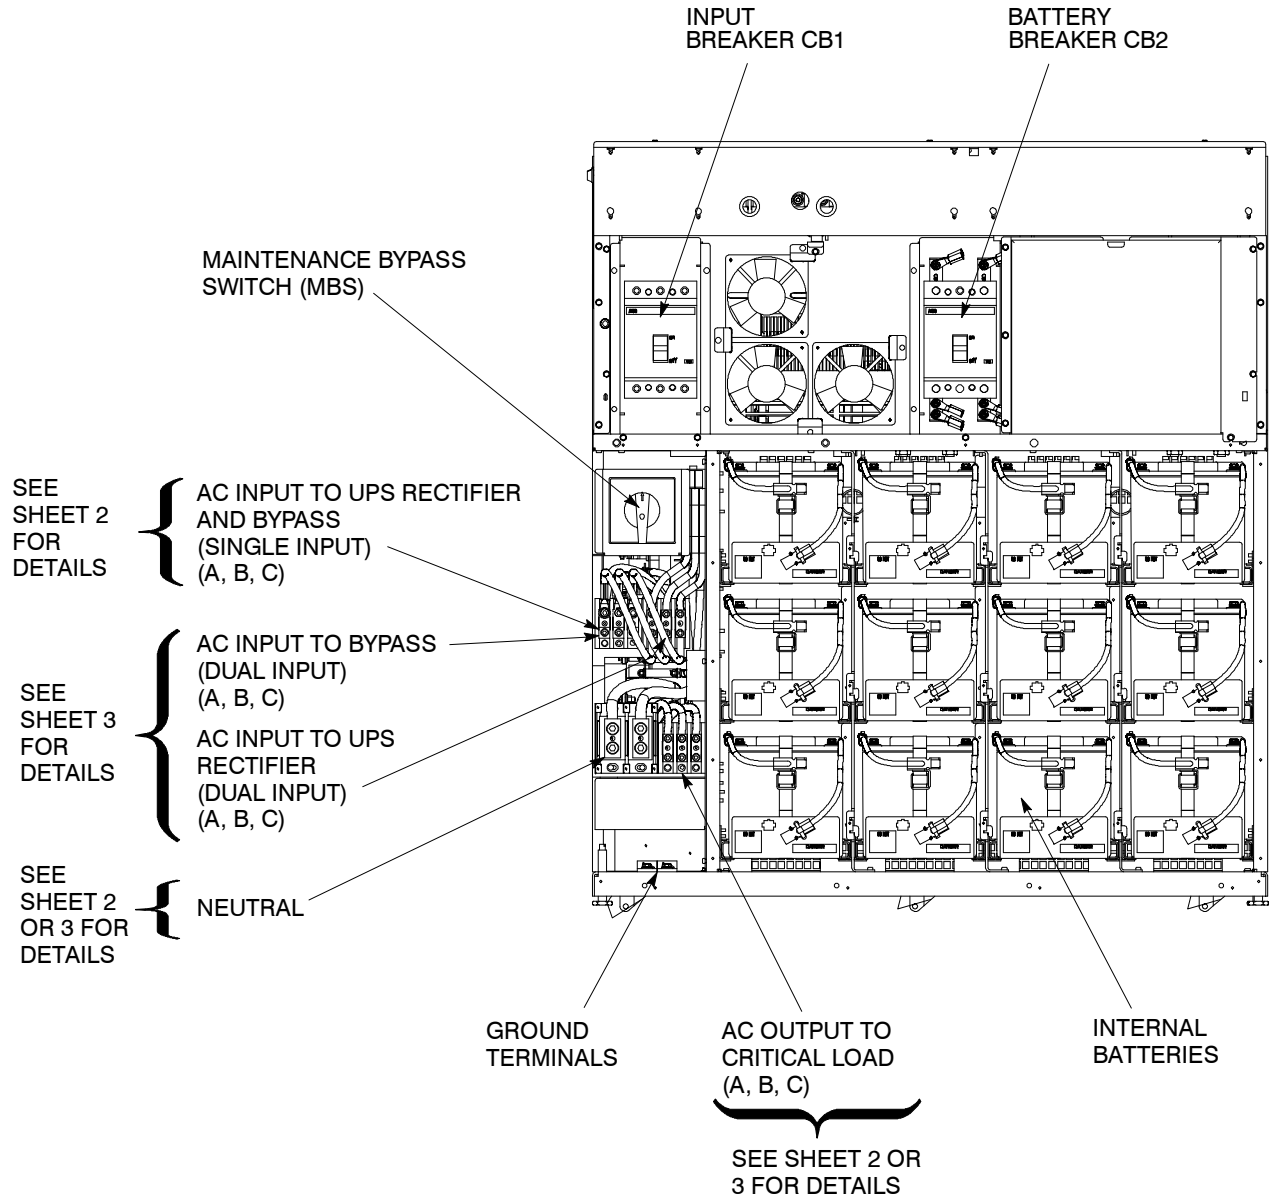 INPUT
BREAKER CB1
BATTERY
BREAKER CB2
MAINTENANCE BYPASS
SWITCH (MBS)
SEE
SHEET 2
FOR
DETAILS
AC INPUT TO UPS RECTIFIER
AND BYPASS
(SINGLE INPUT)
(A, B, C)
SEE
SHEET 3
FOR
DETAILS
AC INPUT TO BYPASS
(DUAL INPUT)
(A, B, C)
AC INPUT TO UPS
RECTIFIER
(DUAL INPUT)
(A, B, C)
SEE
SHEET 2
OR 3 FOR
DETAILS
NEUTRAL
GROUND
TERMINALS
AC OUTPUT TO
CRITICAL LOAD
(A, B, C)
SEE SHEET 2 OR
3 FOR DETAILS
INTERNAL
BATTERIES